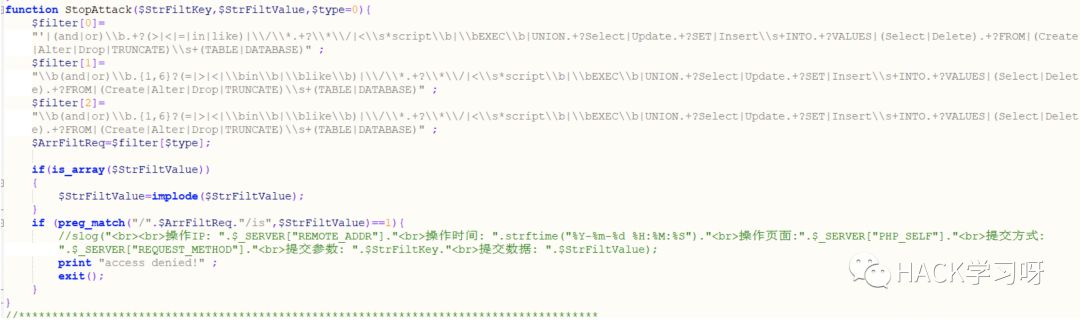 function StopAttack($StrFiltKey,$StrFiltValue,$type=0){
$filter[0]=
"'|(and|or)\\b.+?(>|<|=|in|like)|\\/\\*.+?\\*\\/|<\\s*script\\b|\\bEXEC\\b|UNION.+?Select|Update.+?SET|Insert\\s+INTO.+?VALUES|(Select|Delete).+?FROM|(Create
|Alter|Drop|TRUNCATE)\\s+(TABLE|DATABASE)" ;
$filter[1]=
"\\b(and|or)\\b.{1,6}?(=|>|<|\\bin\\b|\\blike\\b)|\\/\\*.+?\\*\\/|<\\s*script\\b|\\bEXEC\\b|UNION.+?Select|Update.+?SET|Insert\\s+INTO.+?VALUES|(Select|Delet
e).+?FROM|(Create|Alter|Drop|TRUNCATE)\\s+(TABLE|DATABASE)" ;
$filter[2]=
"\\b(and|or)\\b.{1,6}?(=|>|<|\\bin\\b|\\blike\\b)|\\/\\*.+?\\*\\/|<\\s*script\\b|\\bEXEC\\b|UNION.+?Select|Update.+?SET|Insert\\s+INTO.+?VALUES|(Select|Delet
e).+?FROM|(Create|Alter|Drop|TRUNCATE)\\s+(TABLE|DATABASE)" ;
$ArrFiltReq=$filter[$type];
if(is_array($StrFiltValue))
{
$StrFiltValue=implode($StrFiltValue);
}
if (preg_match("/".$ArrFiltReq."/is",$StrFiltValue)==1){
//slog("<br><br>操作IP: ".$_SERVER["REMOTE_ADDR"]."<br>操作时间: ".strftime("%Y-%m-%d %H:%M:%S")."<br>操作页面:".$_SERVER["PHP_SELF"]."<br>提交方式:
".$_SERVER["REQUEST_METHOD"]."<br>提交参数: ".$StrFiltKey."<br>提交数据: ".$StrFiltValue);
print "access denied!" ;
exit();
}
}
//****************************************************************************************
HACK学习呀